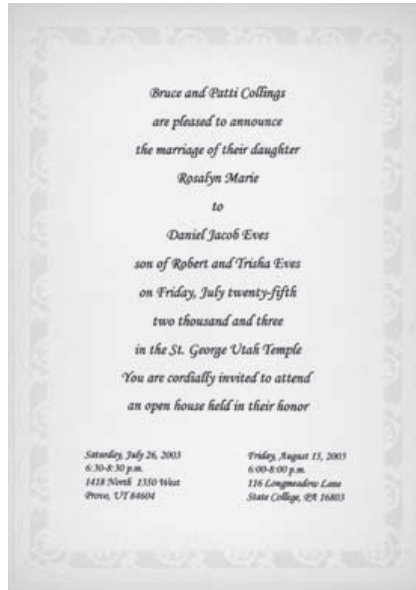 Bruce and Patti Collings
are pleased to announce
the marriage of their daughter
Rosalyn Marie
to
Daniel Jacob Eves
son of Robert and Trisha Eves
on Friday, July twenty-fifth
two thousand and three
in the St. George Utah Temple
You are cordially invited to attend
an open house held in their honor
Saturday, July 26, 2003
6:30-8:30 p.m.
1418 North 1350 West
Provo, UT 84604
Friday, August 15, 2003
6:00-8:00 p.m.
116 Longmeadow Lane
State College, PA 16803